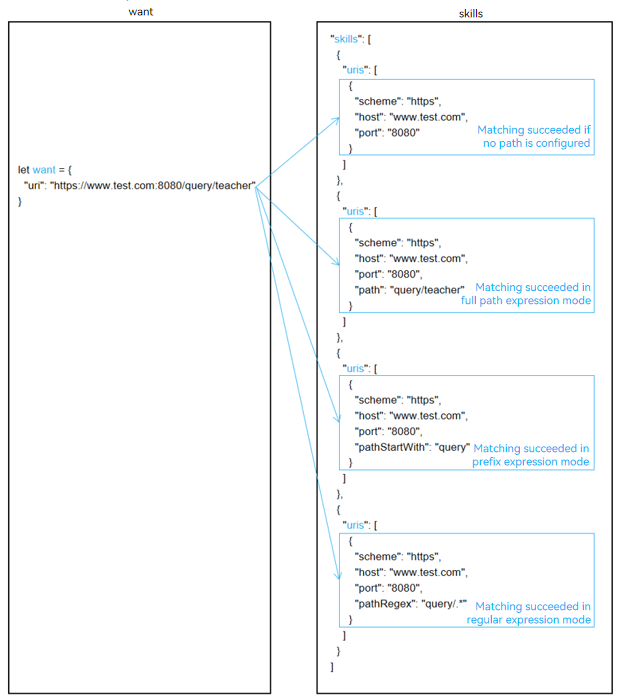 want
let want = {
"uri": "https://www.test.com:8080/query/teacher"
}
skills
"skills": [
{
"uris": [
{
"scheme": "https",
"host": "www.test.com",
"port": "8080"
}
Matching succeeded if
no path is configured
]
},
{
"uris": [
{
"scheme": "https",
"host": "www.test.com",
"port": "8080",
"path": "query/teacher"
}
Matching succeeded in
full path expression mode
]
},
{
"uris": [
{
"scheme": "https",
"host": "www.test.com",
"port": "8080",
"pathStartWith": "query"
}
Matching succeeded in
prefix expression mode
]
},
{
"uris": [
{
"scheme": "https",
"host": "www.test.com",
"port": "8080",
"pathRegex": "query/.*"
}
Matching succeeded in
regular expression mode
]
}
]